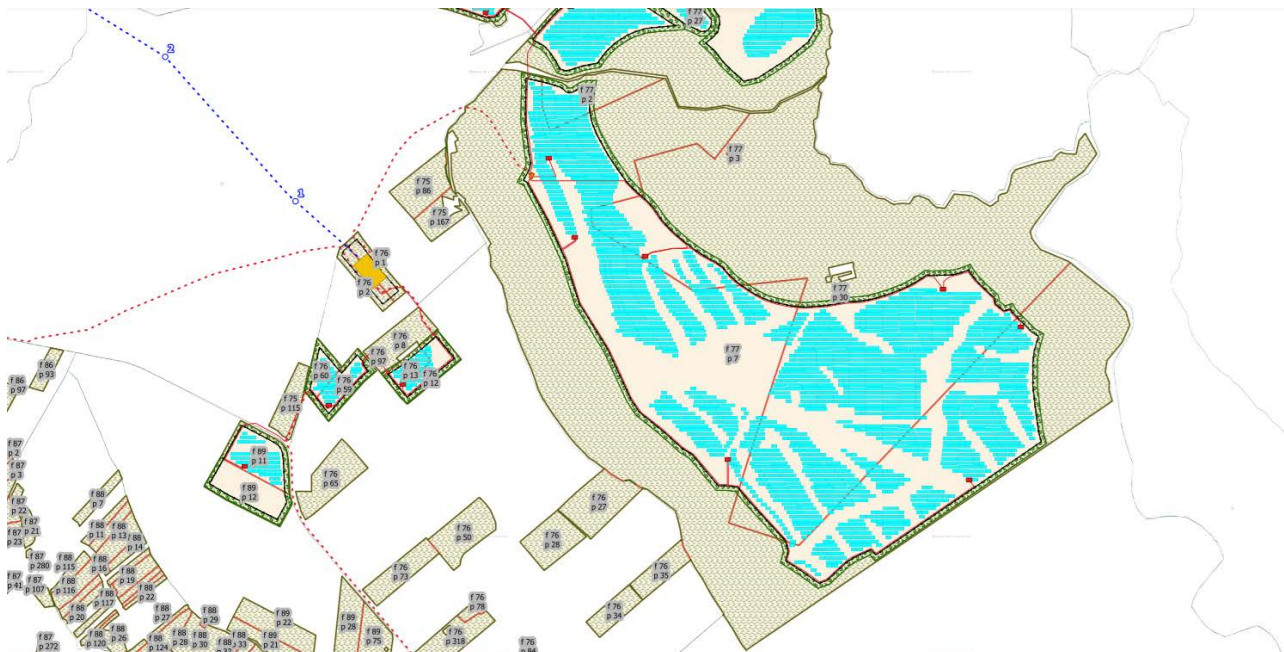 f 77
p 27
2
f 77
p 2
f 77
p 3
f 75
p 86
1
f 75
p 167
f 76
p 1
f 76
p 2
f 77
p 30
f 76
p 8
f 77
p 7
f 76
p 97
f 86
p 93
f 76
p 60
f 76
p 13
f 76
p 12
f 76
p 59
f 86
p 97
f 75
p 115
f 87
p 2
f 89
p 11
f 87
p 3
f 76
p 65
f 89
p 12
f 88
p 7
f 87
p 22
f 76
p 27
f 87
p 21
f 88
p 11
f 88
p 13
f 76
p 50
f 87
p 23
f 88
p 14
f 76
p 28
f 87
p 280
f 88
p 115
f 88
p 16
f 76
p 73
f 76
p 35
f 87
p 41
f 87
p 107
f 88
p 116
f 88
p 19
f 88
p 22
f 88
p 117
f 76
p 78
f 76
p 34
f 88
p 20
f 88
p 27
f 88
p 29
f 89
p 22
f 88
p 26
f 76
p 318
f 87
p 272
f 88
p 120
f 88
p 124
f 88
p 28
f 88
p 30
f 88
f 88
p 33
f 89
p 21
f 89
p 28
f 89
p 75
f 76
p 84